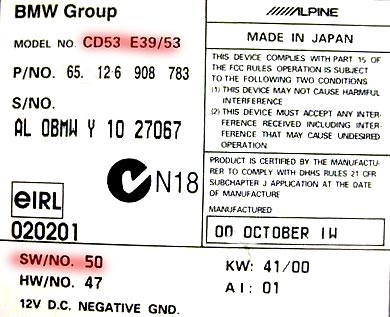 BMW Group
MODEL NO. CD53 E39/53
P/NO. 65. 12·6 908 783
S/NO.
AL 0BMW Y 10 27067
N18
eIRL
020201
SW/NO. 50
HW/NO. 47
12V D.C. NEGATIVE GND.
ALPINE
MADE IN JAPAN
THIS DEVICE COMPLIES WITH PART 15 OF
THE FCC RULES OPERATION IS SUBJECT
TO THE FOLLOWING TWO CONDITIONS
(1) THIS DEVICE MAY NOT CAUSE HARMFUL
INTERFERENCE
(2) THIS DEVICE MUST ACCEPT ANY INTER-
FERENCE RECEIVED INCLUDING INTER-
FERENCE THAT MAY CAUSE UNDESIRED
OPERATION
PRODUCT IS CERTIFIED BY THE MANUFACTU-
RER TO COMPLY WITH DHHS RULES 21 CFR
SUBCHAPTER J APPLICATION AT THE DATE
OF MANUFACTURE
MANUFACTURED
00 OCTOBER IW
KW: 41/00
AI: 01